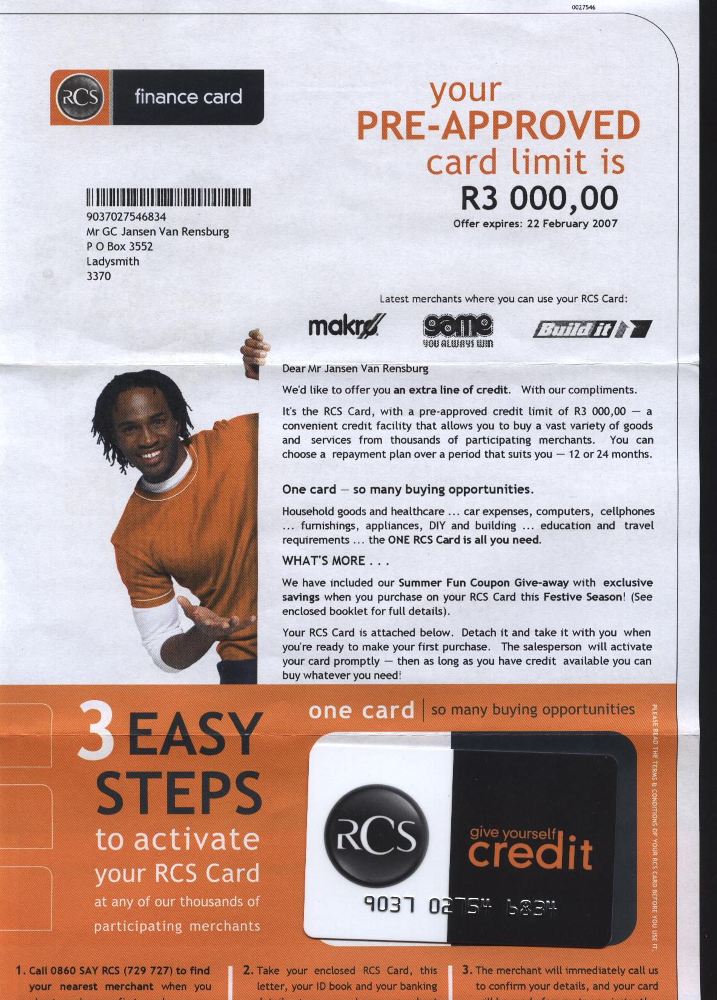 0027546
RCS finance card
your
PRE-APPROVED
card limit is
R3 000,00
Offer expires: 22 February 2007
9037027546834
Mr GC Jansen Van Rensburg
P O Box 3552
Ladysmith
3370
Latest merchants where you can use your RCS Card:
makro game Build it
YOU ALWAYS WIN
Dear Mr Jansen Van Rensburg
We'd like to offer you an extra line of credit. With our compliments.
It's the RCS Card, with a pre-approved credit limit of R3 000,00 — a
convenient credit facility that allows you to buy a vast variety of goods
and services from thousands of participating merchants. You can
choose a repayment plan over a period that suits you — 12 or 24 months.
One card — so many buying opportunities.
Household goods and healthcare ... car expenses, computers, cellphones
... furnishings, appliances, DIY and building ... education and travel
requirements ... the ONE RCS Card is all you need.
WHAT'S MORE . . .
We have included our Summer Fun Coupon Give-away with exclusive
savings when you purchase on your RCS Card this Festive Season! (See
enclosed booklet for full details).
Your RCS Card is attached below. Detach it and take it with you when
you're ready to make your first purchase. The salesperson will activate
your card promptly — then as long as you have credit available you can
buy whatever you need!
3 EASY
STEPS
to activate
your RCS Card
at any of our thousands of
participating merchants
one card | so many buying opportunities
RCS
give yourself
credit
9037 02754 6834
PLEASE READ THE TERMS & CONDITIONS OF YOUR RCS CARD BEFORE YOU USE IT.
1. Call 0860 SAY RCS (729 727) to find
your nearest merchant when you
2. Take your enclosed RCS Card, this
letter, your ID book and your banking
3. The merchant will immediately call us
to confirm your details, and your card